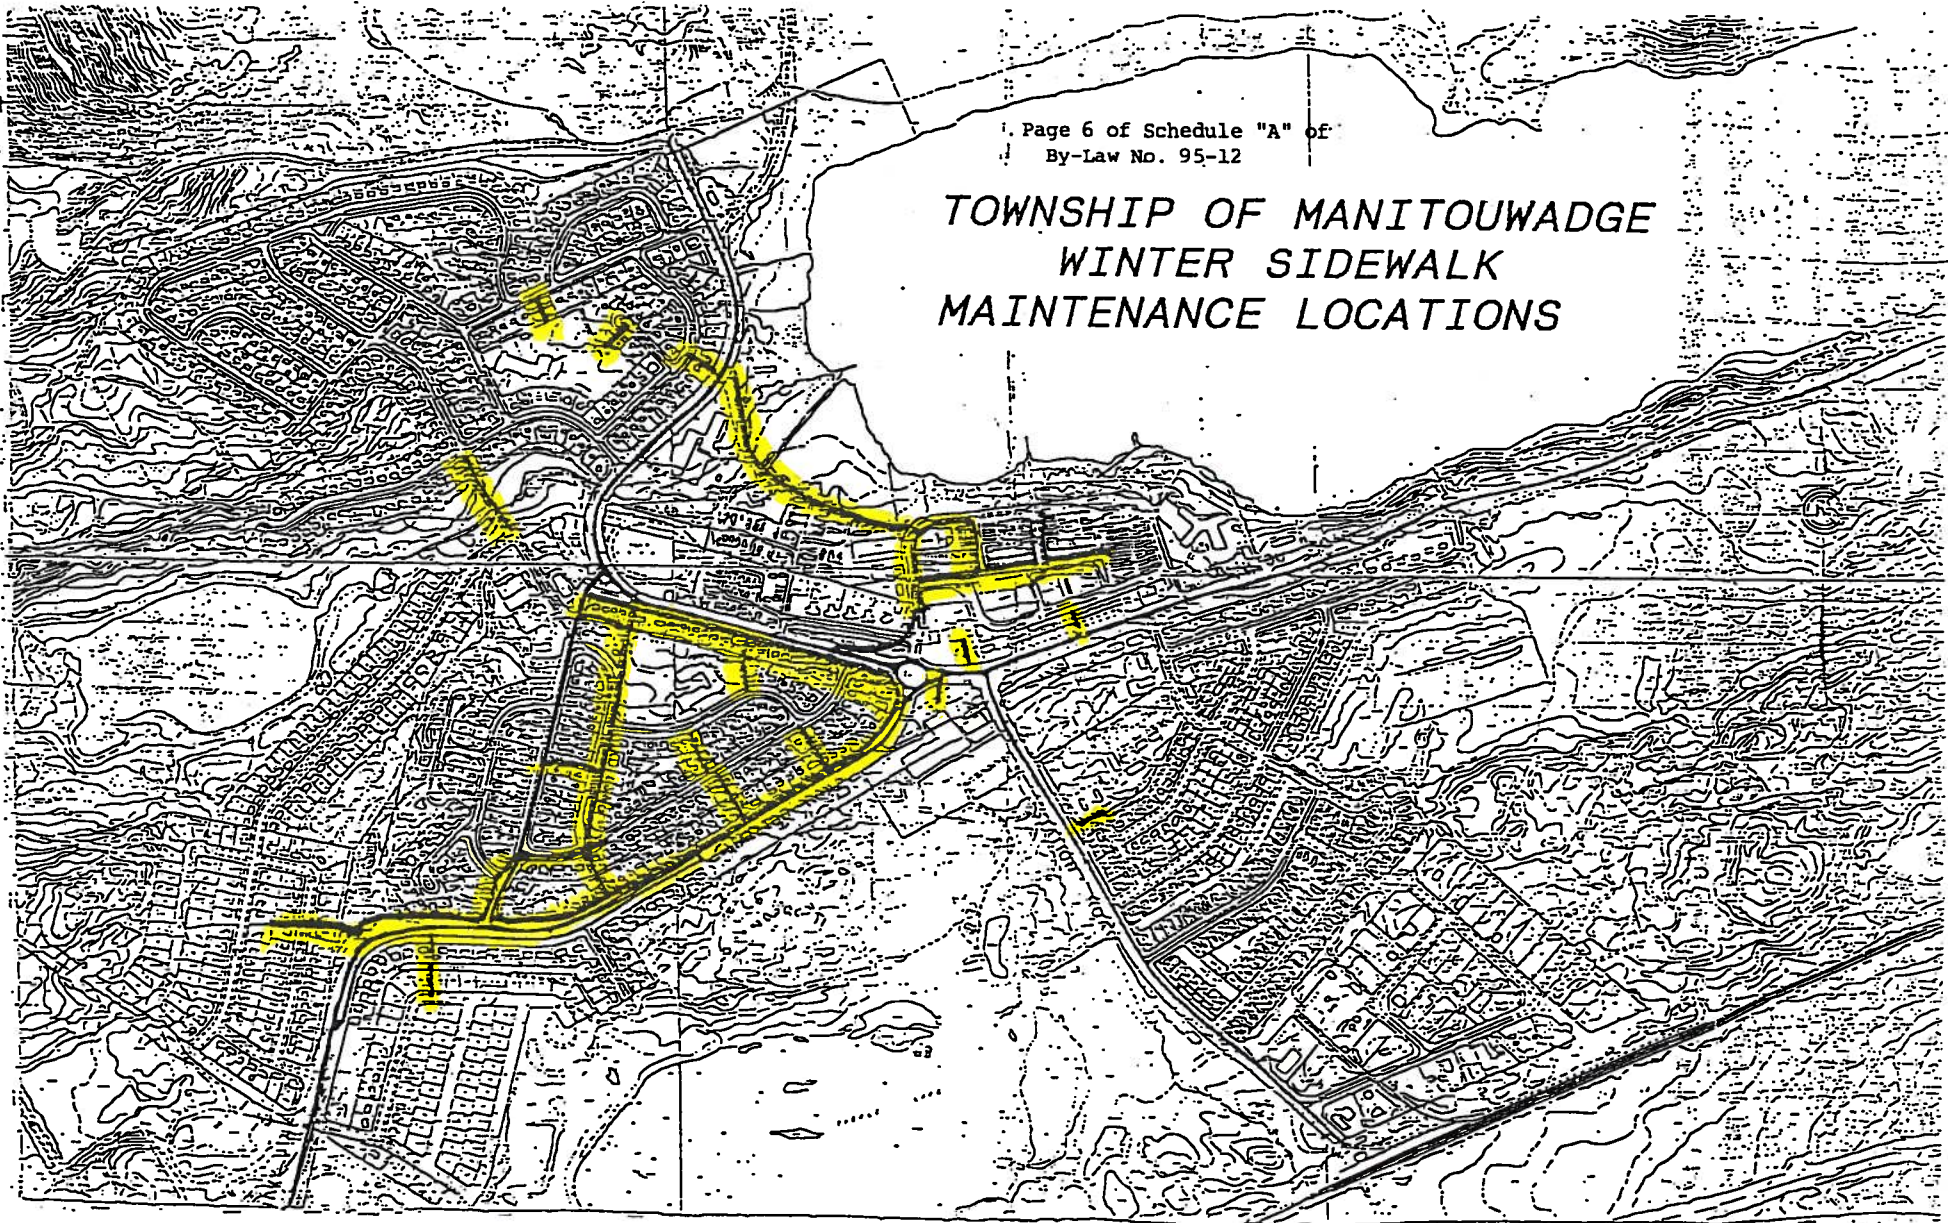 Page 6 of Schedule "A" of
By-Law No. 95-12
TOWNSHIP OF MANITOUWADGE
WINTER SIDEWALK
MAINTENANCE LOCATIONS